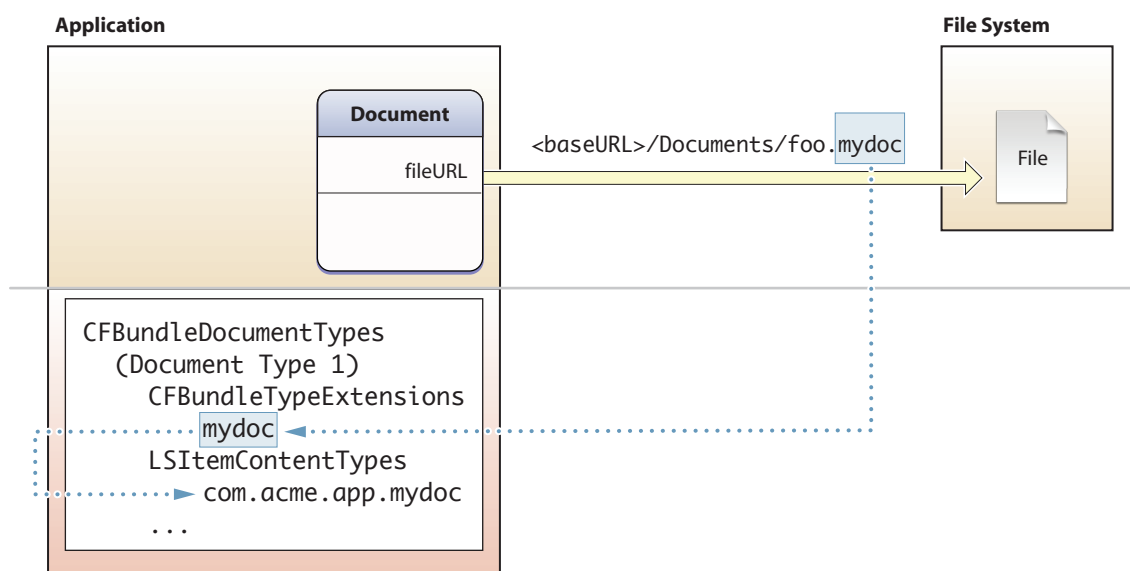 Application
File System
Document
<baseURL>/Documents/foo.mydoc
File
fileURL
CFBundleDocumentTypes
(Document Type 1)
CFBundleTypeExtensions
mydoc
LSItemContentTypes
com.acme.app.mydoc
...